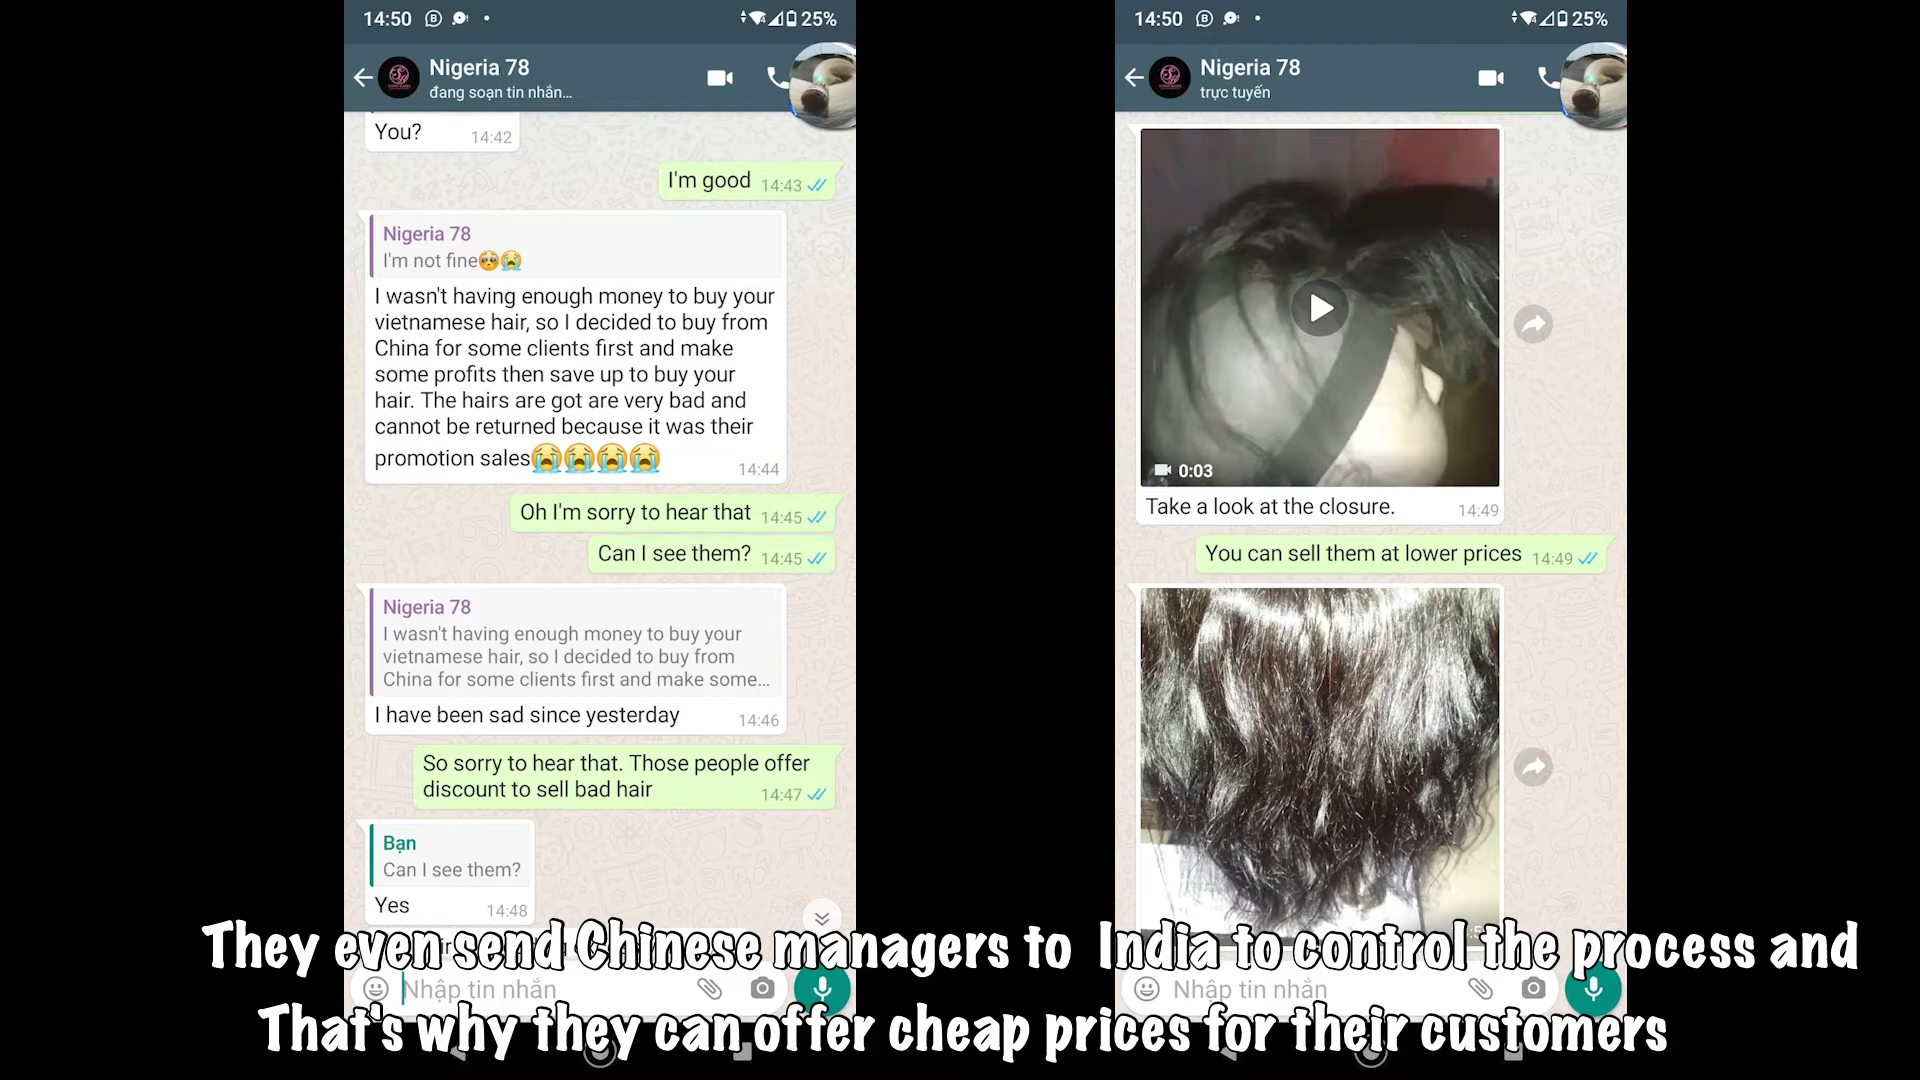 14:50
25%
Nigeria 78
đang soạn tin nhắn...
You?
14:42
I'm good
14:43
Nigeria 78
I'm not fine🥺😭
I wasn't having enough money to buy your
vietnamese hair, so I decided to buy from
China for some clients first and make
some profits then save up to buy your
hair. The hairs are got are very bad and
cannot be returned because it was their
promotion sales😭😭😭😭
14:44
Oh I'm sorry to hear that
14:45
Can I see them?
14:45
Nigeria 78
I wasn't having enough money to buy your
vietnamese hair, so I decided to buy from
China for some clients first and make some...
I have been sad since yesterday
14:46
So sorry to hear that. Those people offer
discount to sell bad hair
14:47
Bạn
Can I see them?
Yes
14:48
Nhập tin nhắn
14:50
25%
Nigeria 78
trực tuyến
0:03
Take a look at the closure.
14:49
You can sell them at lower prices
14:49
Nhập tin nhắn
They even send Chinese managers to India to control the process and
That's why they can offer cheap prices for their customers